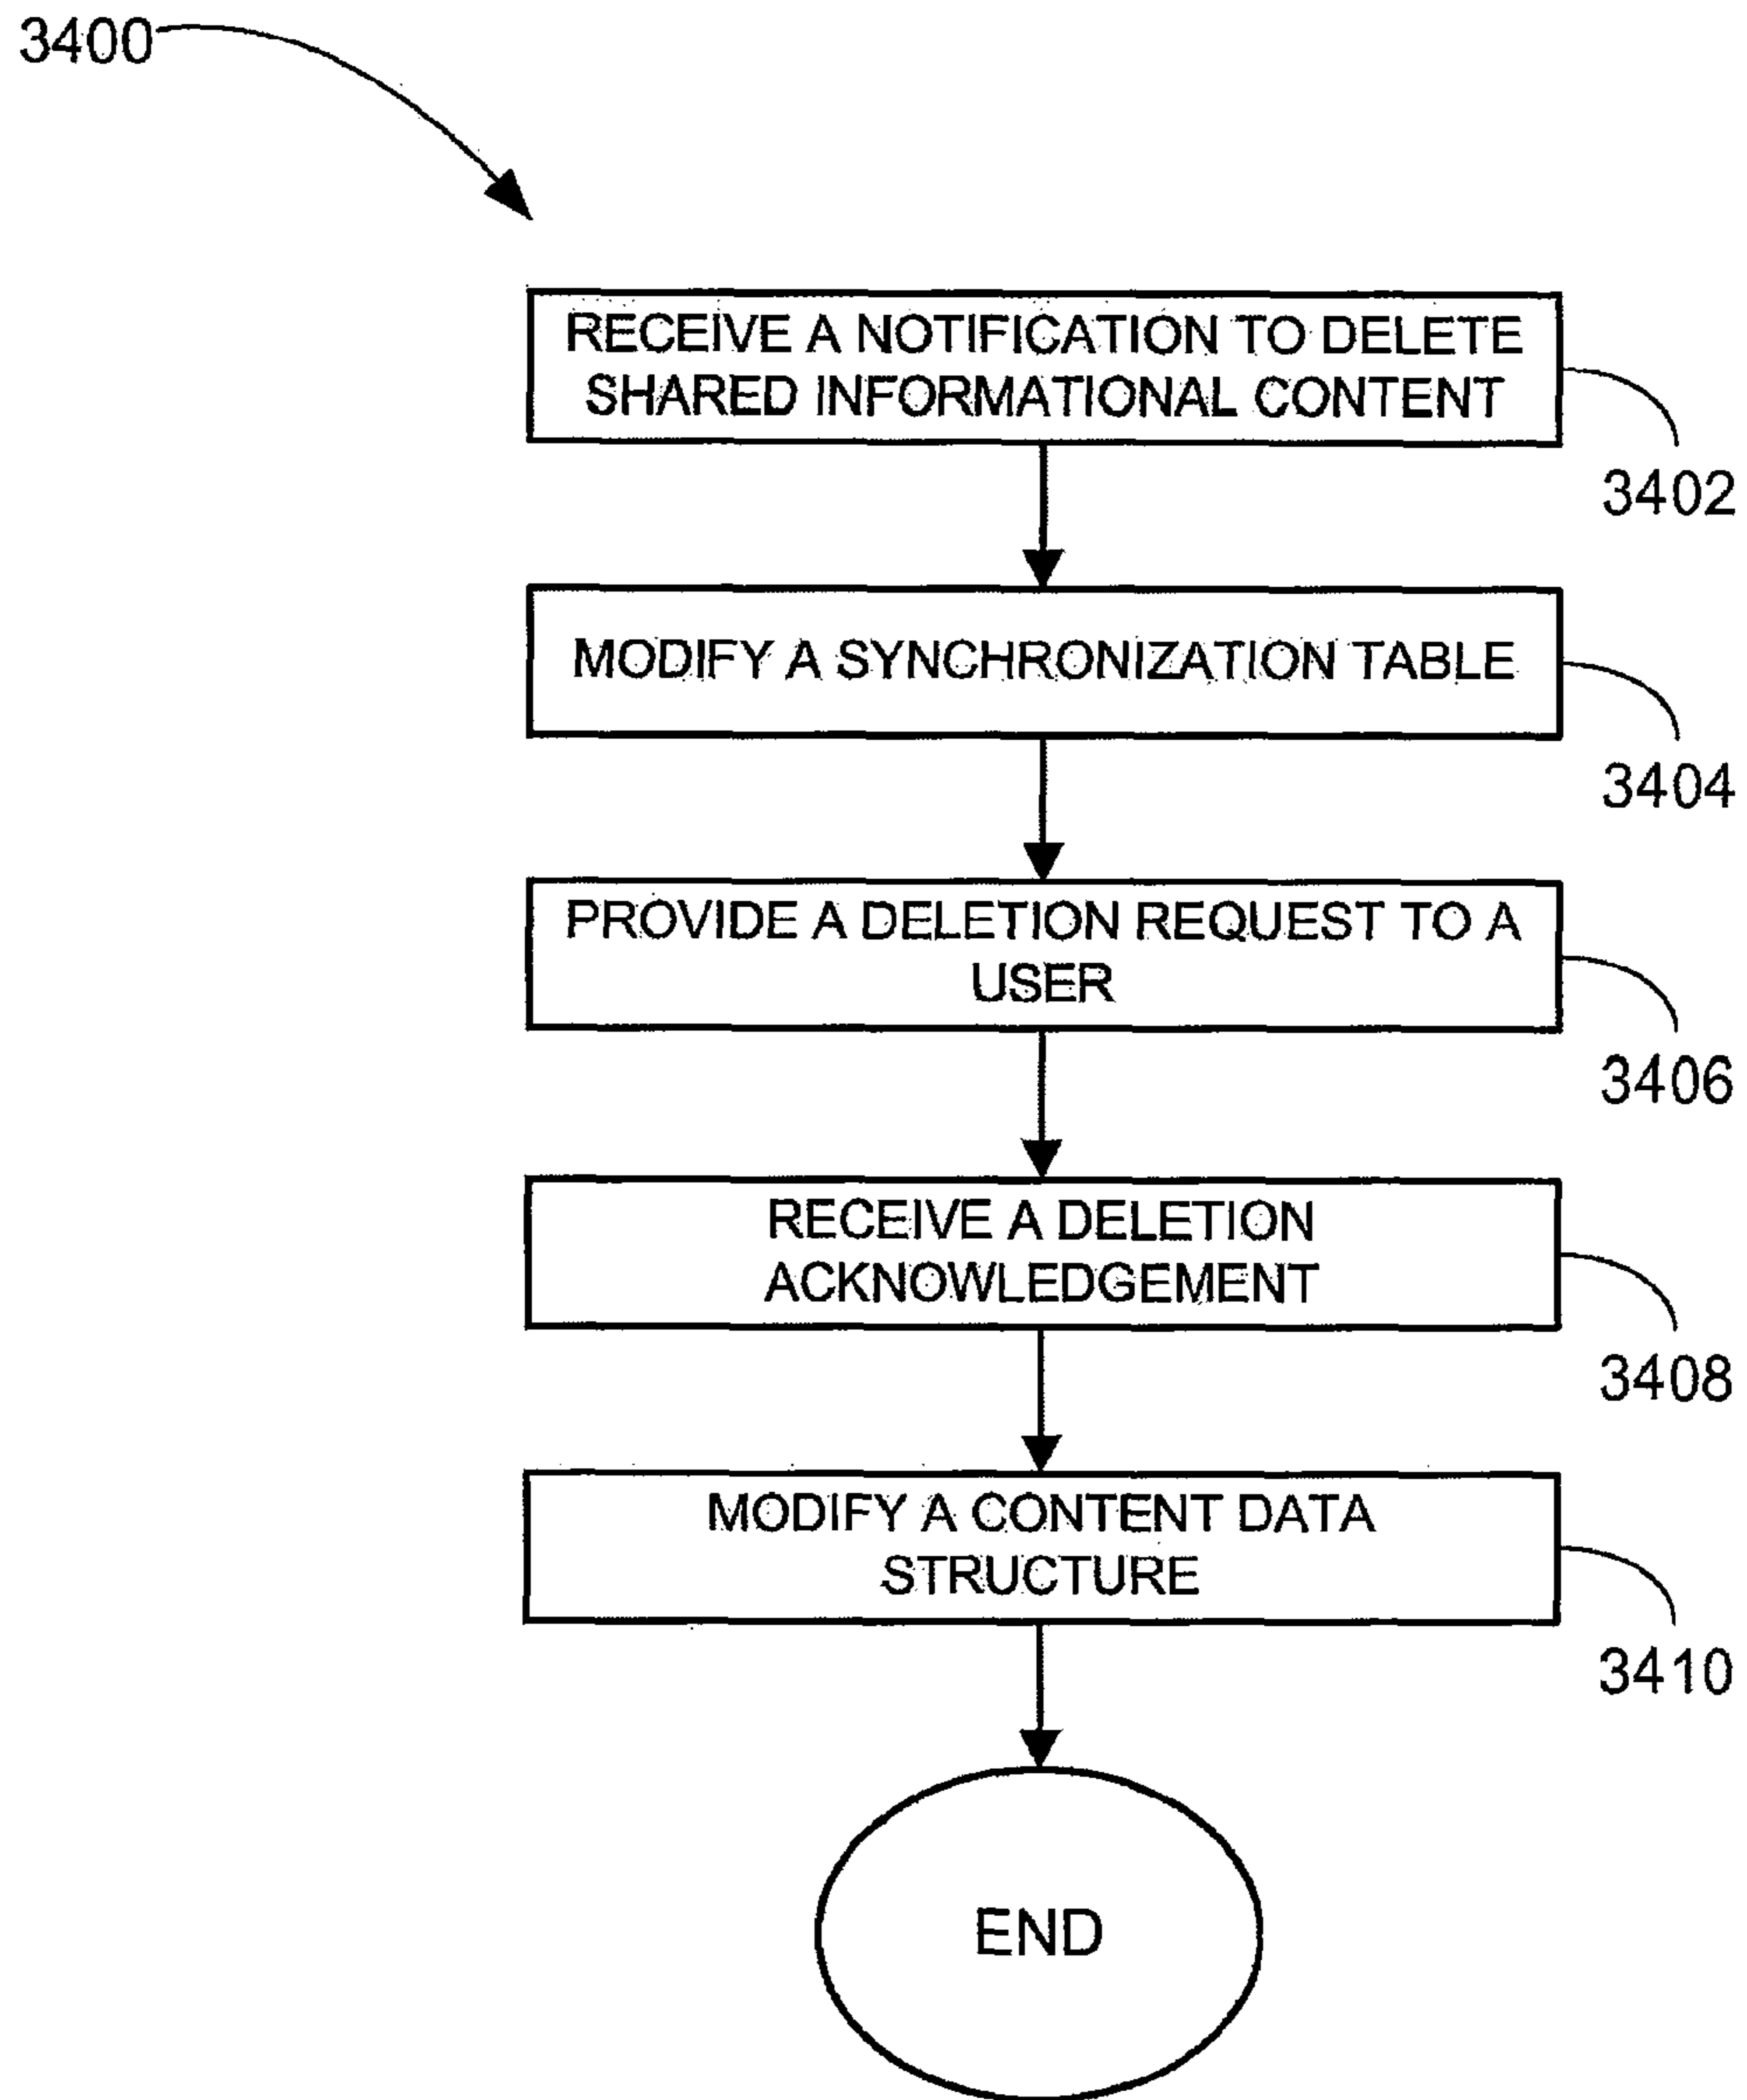 3400
RECEIVE A NOTIFICATION TO DELETE
SHARED INFORMATIONAL CONTENT
3402
MODIFY A SYNCHRONIZATION TABLE
3404
PROVIDE A DELETION REQUEST TO A
USER
3406
RECEIVE A DELETION
ACKNOWLEDGEMENT
3408
MODIFY A CONTENT DATA
STRUCTURE
3410
END